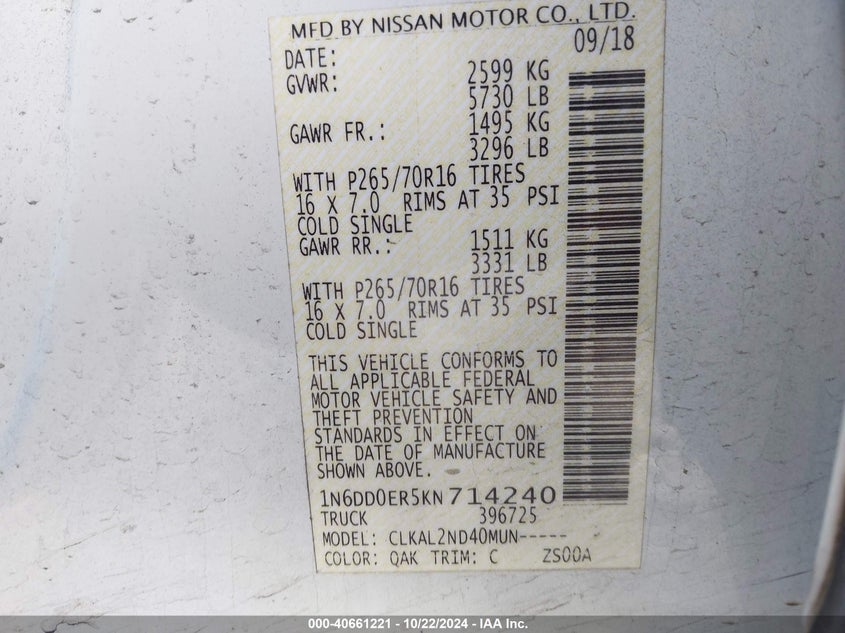 MFD BY NISSAN MOTOR CO., LTD.
DATE: 09/18
GVWR: 2599 KG
5730 LB
GAWR FR.: 1495 KG
3296 LB
WITH P265/70R16 TIRES
16 X 7.0 RIMS AT 35 PSI
COLD SINGLE
GAWR RR.: 1511 KG
3331 LB
WITH P265/70R16 TIRES
16 X 7.0 RIMS AT 35 PSI
COLD SINGLE
THIS VEHICLE CONFORMS TO
ALL APPLICABLE FEDERAL
MOTOR VEHICLE SAFETY AND
THEFT PREVENTION
STANDARDS IN EFFECT ON
THE DATE OF MANUFACTURE
SHOWN ABOVE.
1N6DD0ER5KN714240
TRUCK 396725
MODEL: CLKAL2ND40MUN-----
COLOR: QAK TRIM: C ZS00A
000-40661221 - 10/22/2024 - IAA Inc.